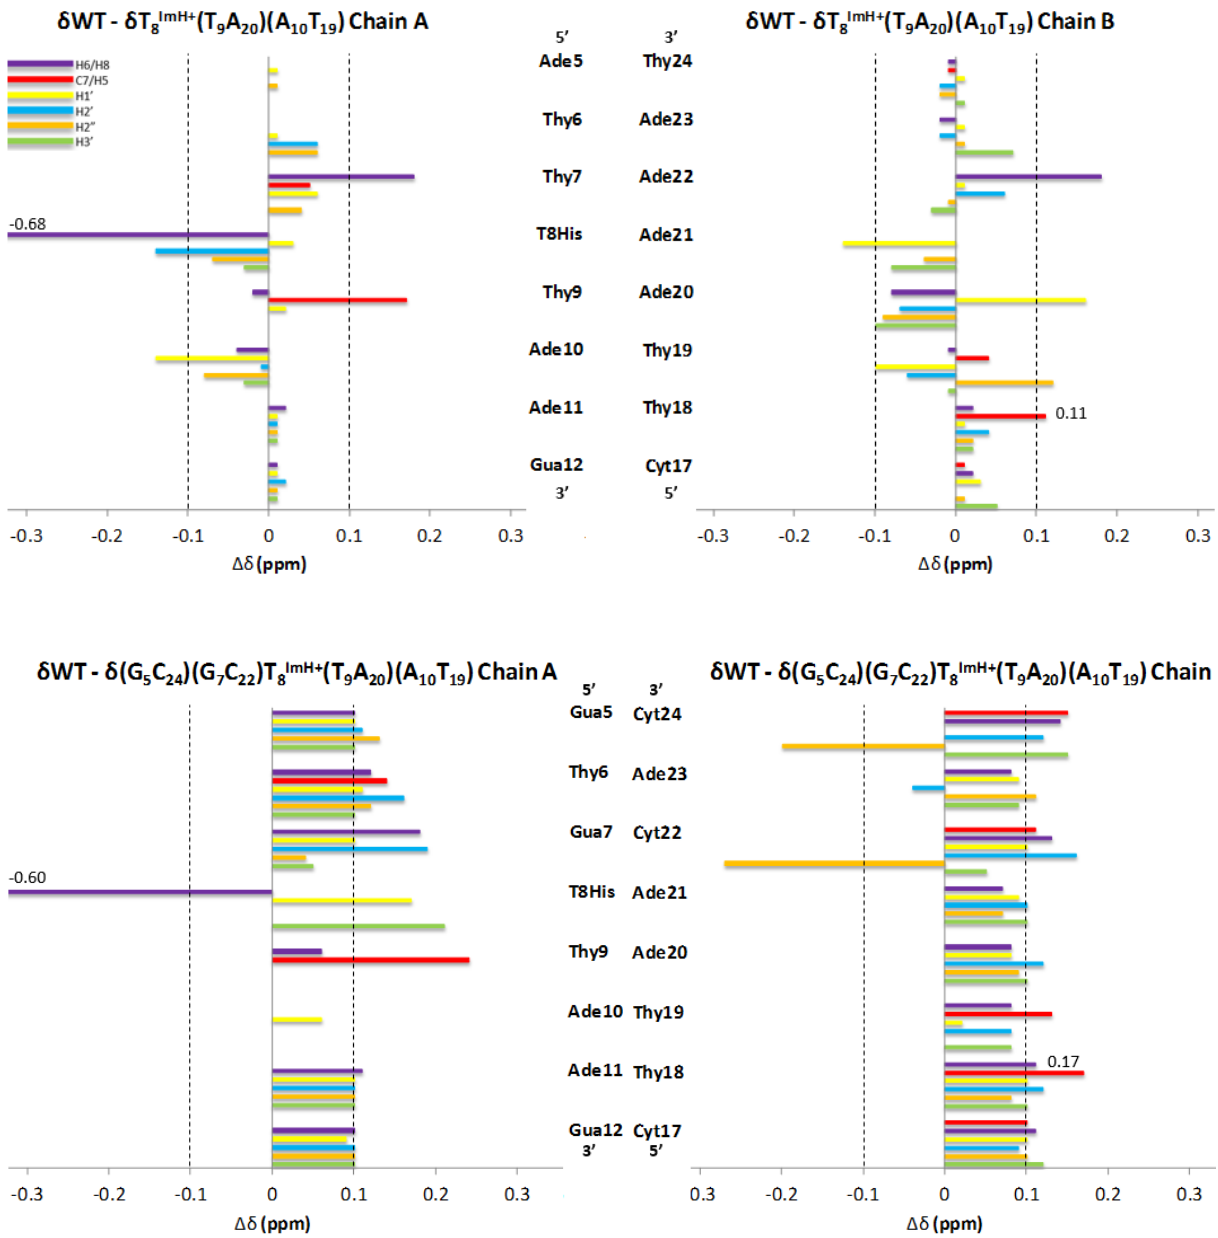 δWT - δT₈ᴵᵐᴴ⁺(T₉A₂₀)(A₁₀T₁₉) Chain A
δWT - δT₈ᴵᵐᴴ⁺(T₉A₂₀)(A₁₀T₁₉) Chain B
H6/H8
C7/H5
H1'
H2'
H2"
H3'
5' 3'
Ade5 Thy24
Thy6 Ade23
Thy7 Ade22
T8His Ade21
Thy9 Ade20
Ade10 Thy19
Ade11 Thy18
Gua12 Cyt17
3' 5'
-0.68
0.11
-0.3 -0.2 -0.1 0 0.1 0.2
Δδ (ppm)
-0.3 -0.2 -0.1 0 0.1 0.2 0.3
Δδ (ppm)
δWT - δ(G₅C₂₄)(G₇C₂₂)T₈ᴵᵐᴴ⁺(T₉A₂₀)(A₁₀T₁₉) Chain A
δWT - δ(G₅C₂₄)(G₇C₂₂)T₈ᴵᵐᴴ⁺(T₉A₂₀)(A₁₀T₁₉) Chain
5' 3'
Gua5 Cyt24
Thy6 Ade23
Gua7 Cyt22
T8His Ade21
Thy9 Ade20
Ade10 Thy19
Ade11 Thy18
Gua12 Cyt17
3' 5'
-0.60
0.17
-0.3 -0.2 -0.1 0 0.1 0.2 0.3
Δδ (ppm)
-0.3 -0.2 -0.1 0 0.1 0.2 0.3
Δδ (ppm)